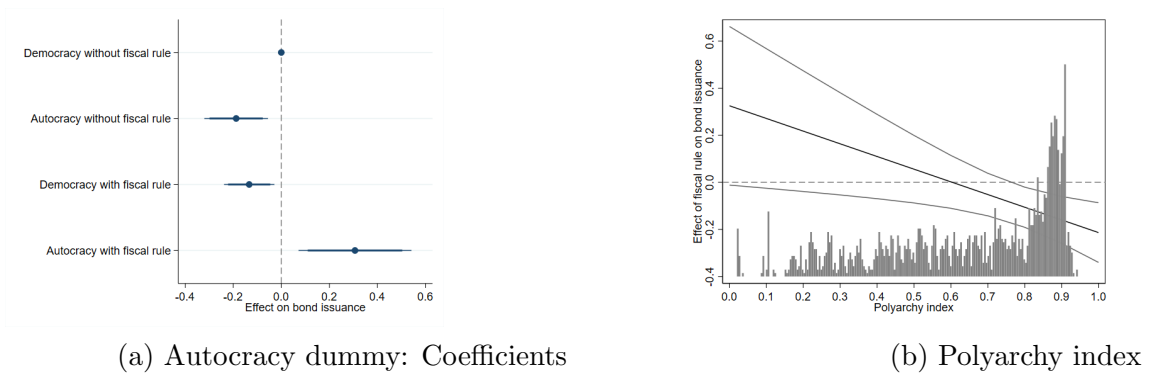 Democracy without fiscal rule
Autocracy without fiscal rule
Democracy with fiscal rule
Autocracy with fiscal rule
-0.4 -0.2 0.0 0.2 0.4 0.6
Effect on bond issuance
(a) Autocracy dummy: Coefficients
Effect of fiscal rule on bond issuance
0.6
0.4
0.2
0.0
-0.2
-0.4
0.0 0.1 0.2 0.3 0.4 0.5 0.6 0.7 0.8 0.9 1.0
Polyarchy index
(b) Polyarchy index